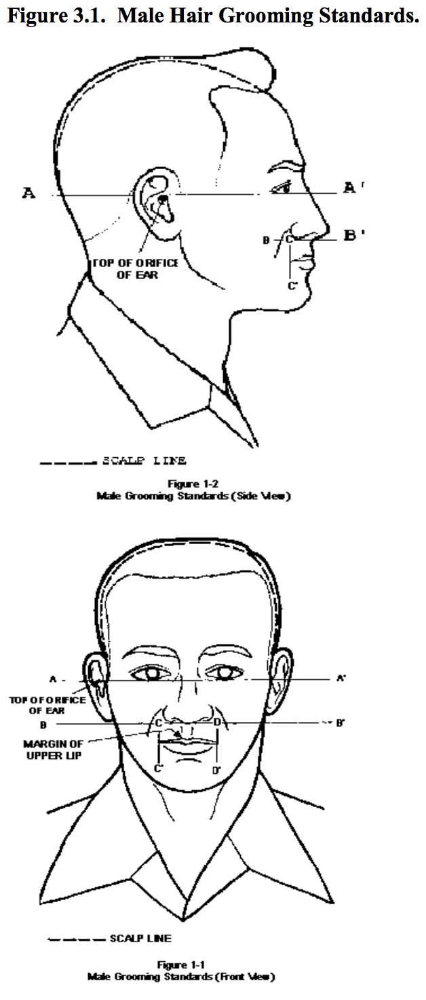 Figure 3.1.  Male Hair Grooming Standards.
A
A'
B
C
B'
TOP OF ORIFICE
OF EAR
C'
SCALP LINE
Figure 1-2
Male Grooming Standards (Side View)
A
A'
TOP OF ORIFICE
OF EAR
B
C
D
B'
MARGIN OF
UPPER LIP
C'
D'
SCALP LINE
Figure 1-1
Male Grooming Standards (Front View)